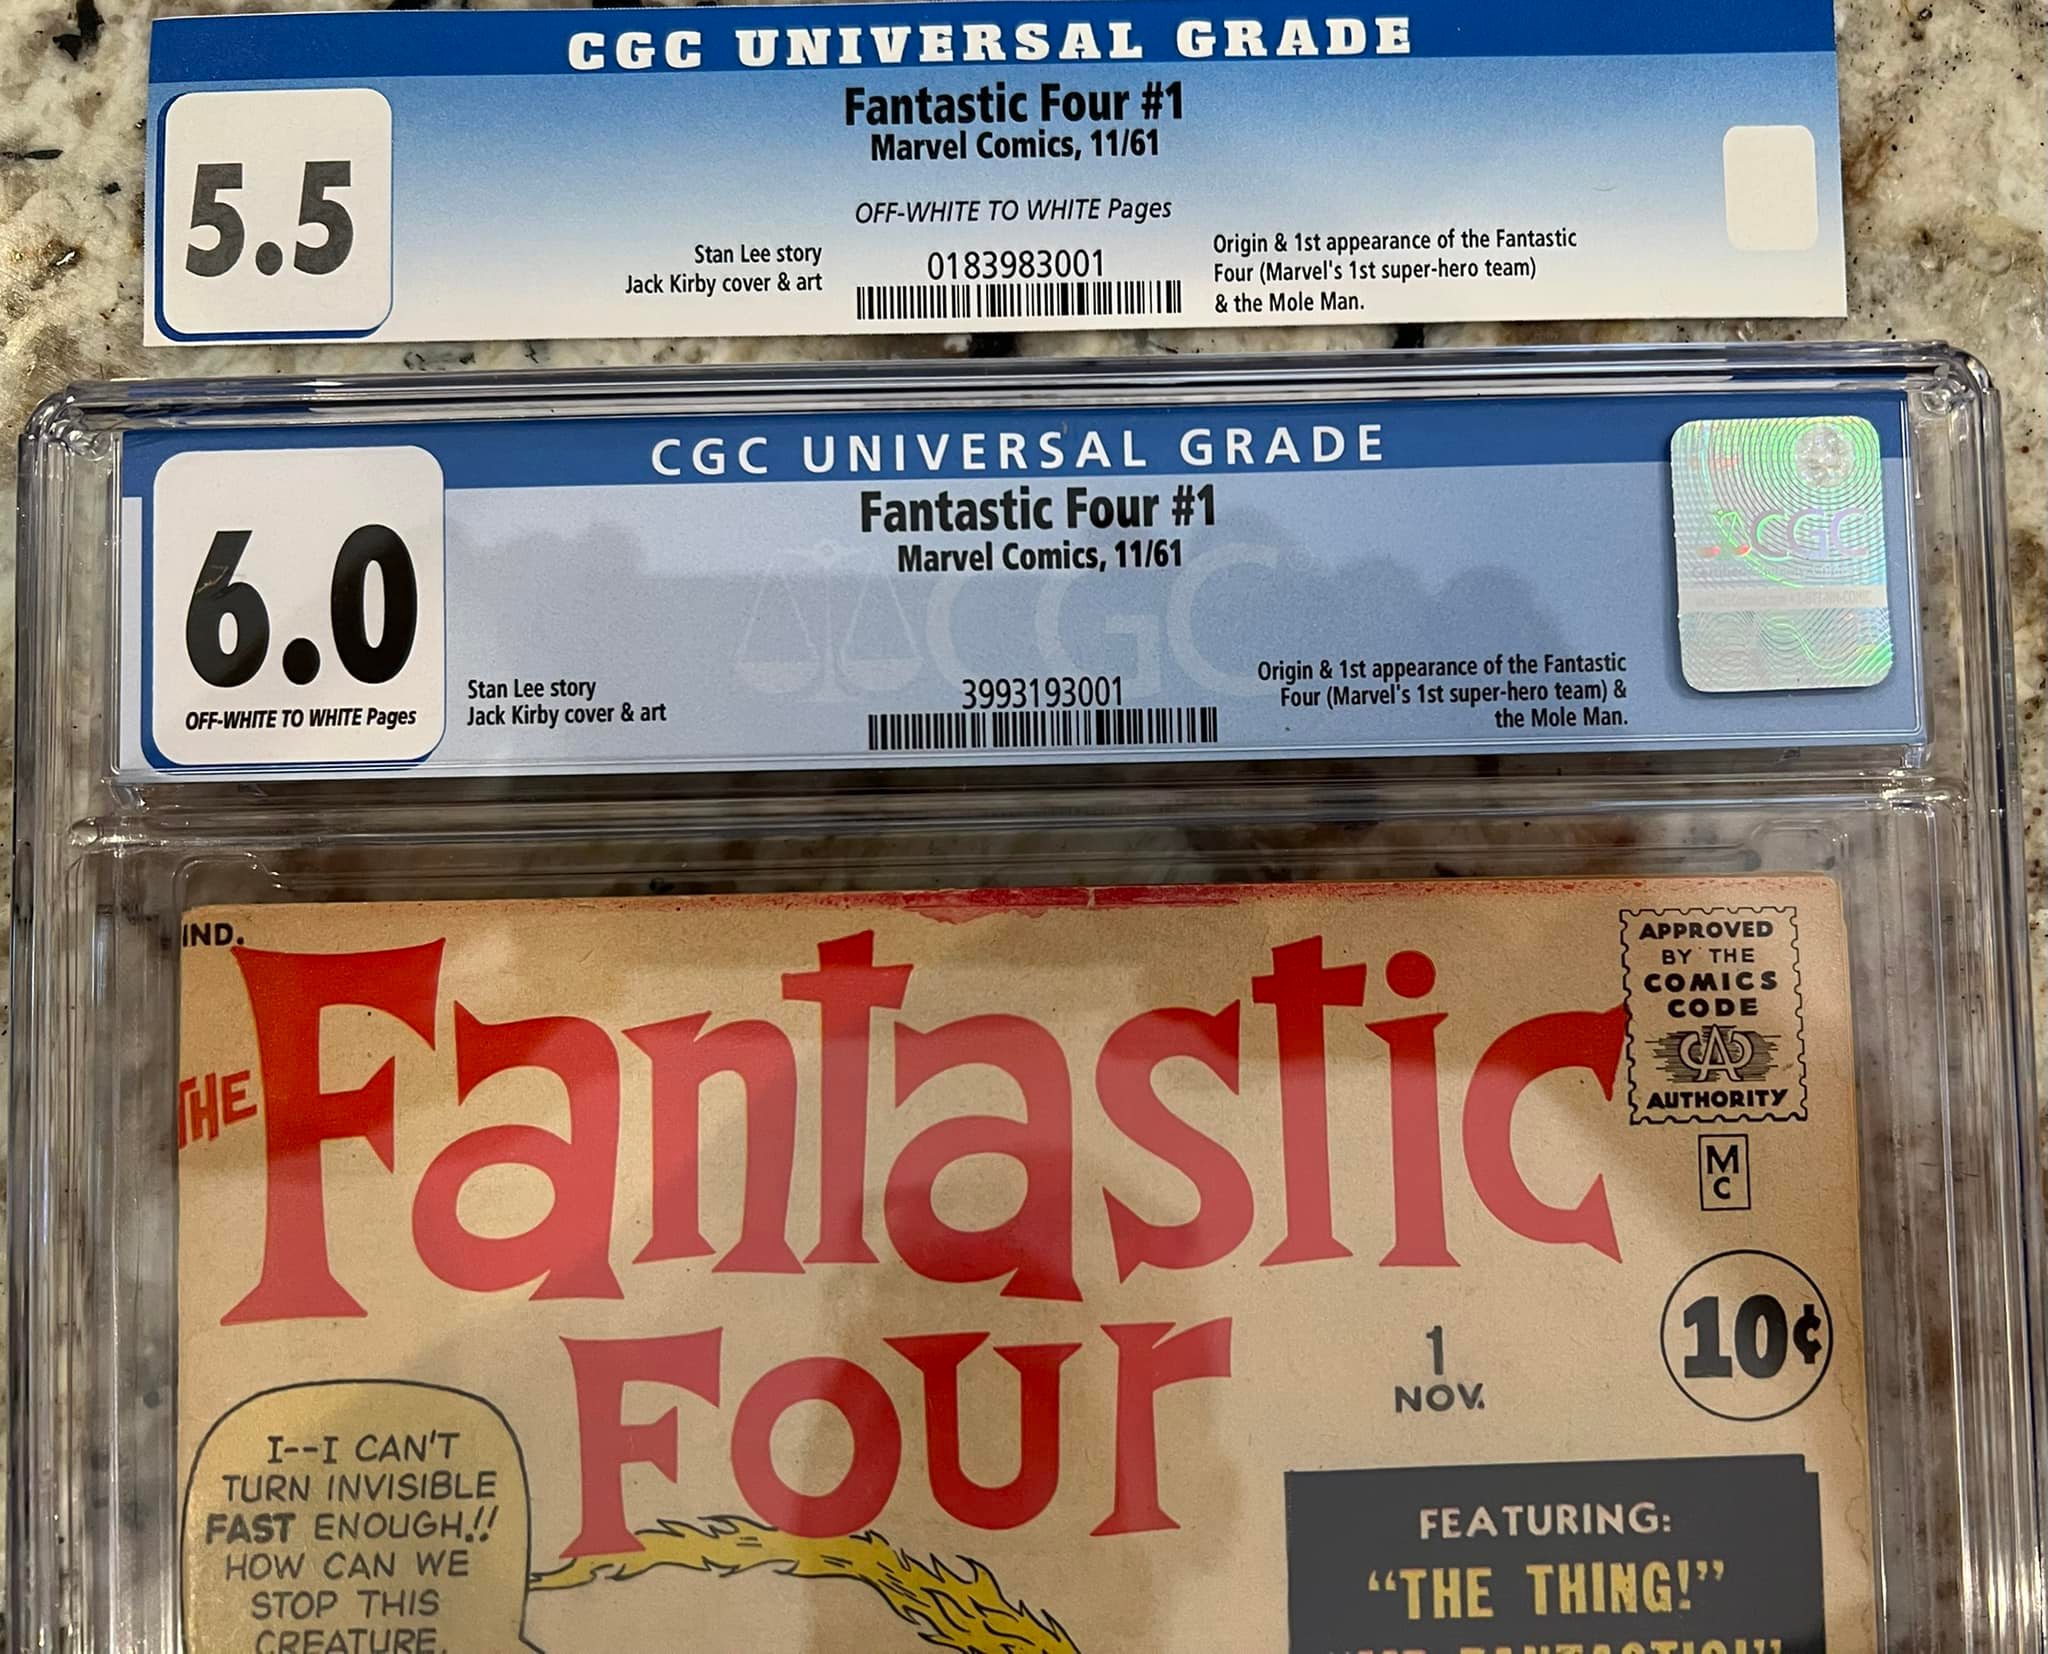 CGC UNIVERSAL GRADE
Fantastic Four #1
Marvel Comics, 11/61
5.5
OFF-WHITE TO WHITE Pages
Stan Lee story
Jack Kirby cover & art
0183983001
Origin & 1st appearance of the Fantastic
Four (Marvel's 1st super-hero team)
& the Mole Man.
CGC UNIVERSAL GRADE
Fantastic Four #1
Marvel Comics, 11/61
6.0
OFF-WHITE TO WHITE Pages
Stan Lee story
Jack Kirby cover & art
CGC
3993193001
Origin & 1st appearance of the Fantastic
Four (Marvel's 1st super-hero team) &
the Mole Man.
CGC
IND.
THE Fantastic
Four
APPROVED
BY THE
COMICS
CODE
CA
AUTHORITY
M
C
10¢
1
NOV.
I--I CAN'T
TURN INVISIBLE
FAST ENOUGH!!
HOW CAN WE
STOP THIS
CREATURE.
FEATURING:
"THE THING!"